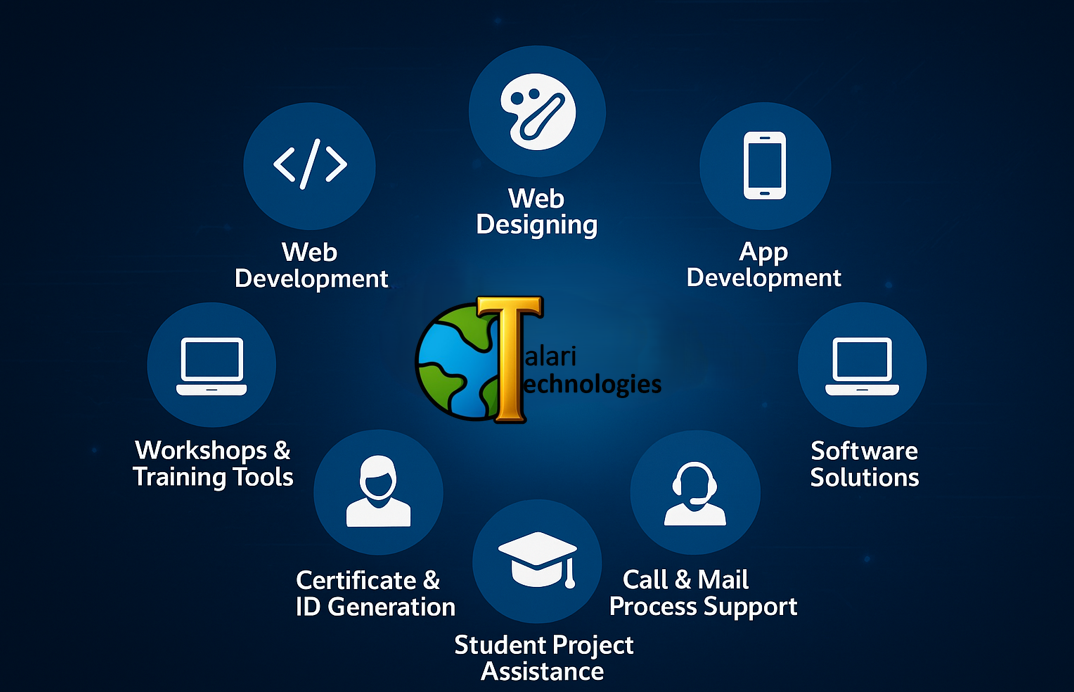 Web
Designing
Web
Development
App
Development
Talari
Technologies
Workshops &
Training Tools
Software
Solutions
Certificate &
ID Generation
Call & Mail
Process Support
Student Project
Assistance